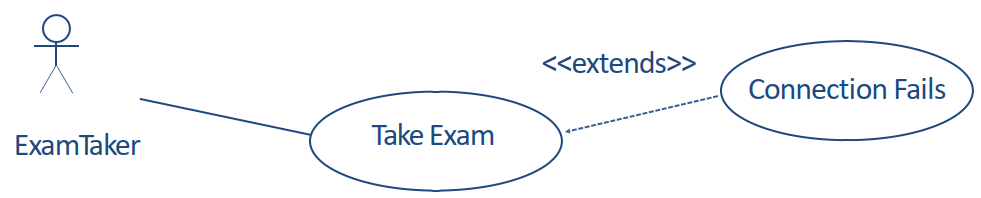 <<extends>>
Connection Fails
Take Exam
ExamTaker